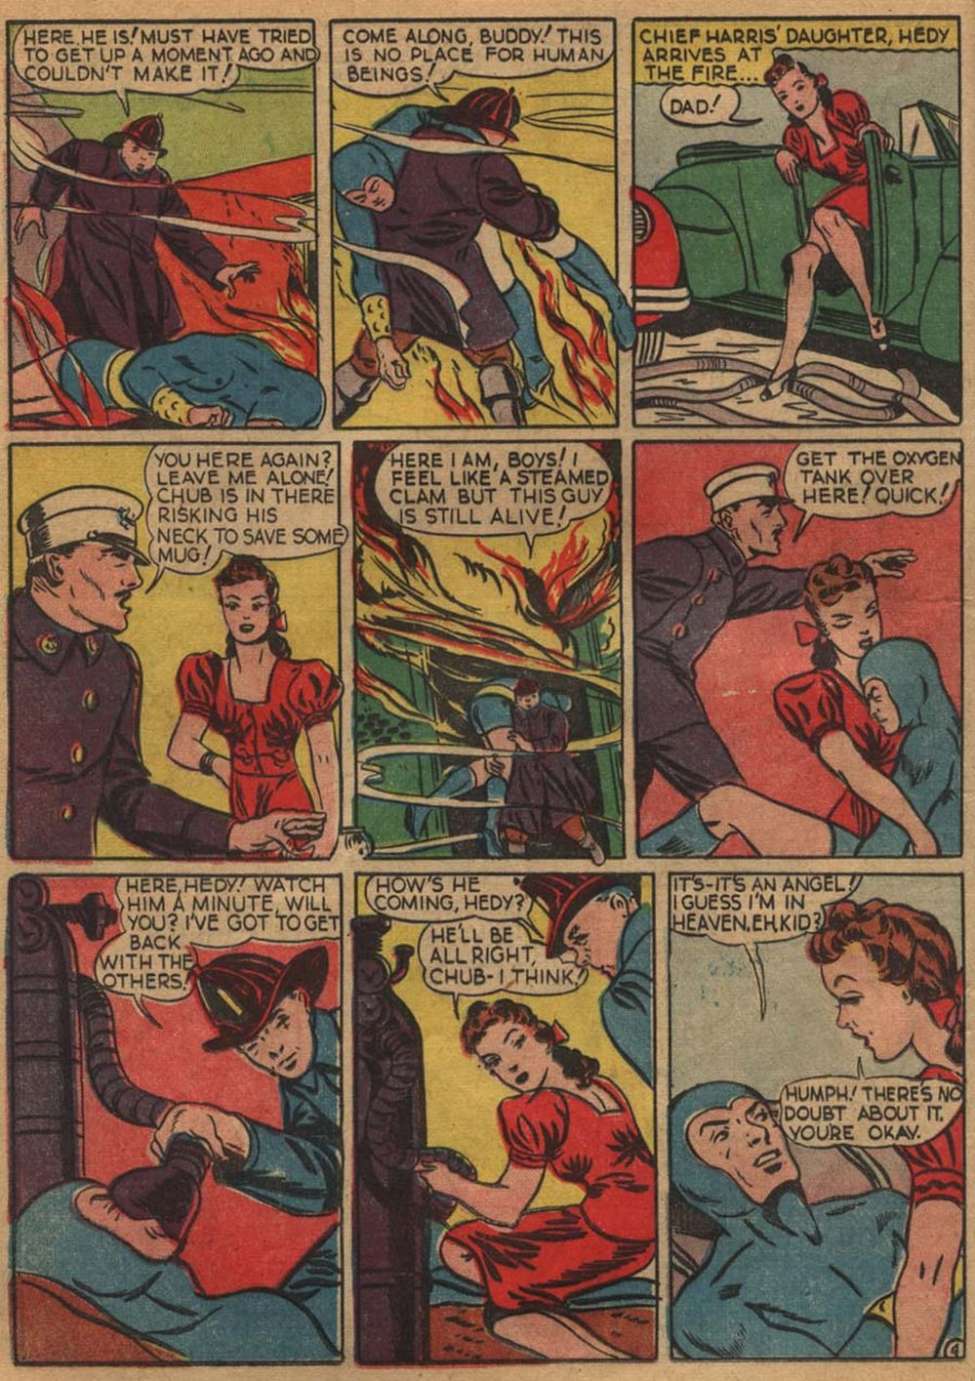 HERE HE IS! MUST HAVE TRIED
TO GET UP A MOMENT AGO AND
COULDN'T MAKE IT!
COME ALONG, BUDDY! THIS
IS NO PLACE FOR HUMAN
BEINGS!
CHIEF HARRIS' DAUGHTER, HEDY
ARRIVES AT
THE FIRE...
DAD!
YOU HERE AGAIN?
LEAVE ME ALONE!
CHUB IS IN THERE
RISKING HIS
NECK TO SAVE SOME
MUG!
HERE I AM, BOYS! I
FEEL LIKE A STEAMED
CLAM BUT THIS GUY
IS STILL ALIVE!
GET THE OXYGEN
TANK OVER
HERE! QUICK!
HERE, HEDY! WATCH
HIM A MINUTE, WILL
YOU? I'VE GOT TO GET
BACK
WITH THE
OTHERS!
HOW'S HE
COMING, HEDY?
HE'LL BE
ALL RIGHT,
CHUB-I THINK!
IT'S-IT'S AN ANGEL!
I GUESS I'M IN
HEAVEN, EH, KID?
HUMPH! THERE'S NO
DOUBT ABOUT IT.
YOU'RE OKAY.
9